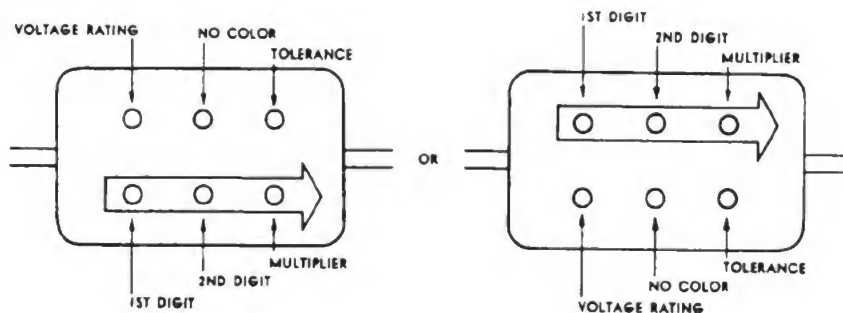 VOLTAGE RATING
NO COLOR
TOLERANCE
1ST DIGIT
2ND DIGIT
MULTIPLIER
OR
1ST DIGIT
2ND DIGIT
MULTIPLIER
VOLTAGE RATING
NO COLOR
TOLERANCE